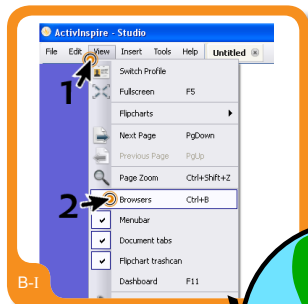 ActivInspire - Studio
File Edit View Insert Tools Help Untitled
1
Switch Profile
Fullscreen F5
Flipcharts
Next Page PgDown
Previous Page PgUp
Page Zoom Ctrl+Shift+Z
2 Browsers Ctrl+B
Menubar
Document tabs
Flipchart trashcan
B-1 Dashboard F11